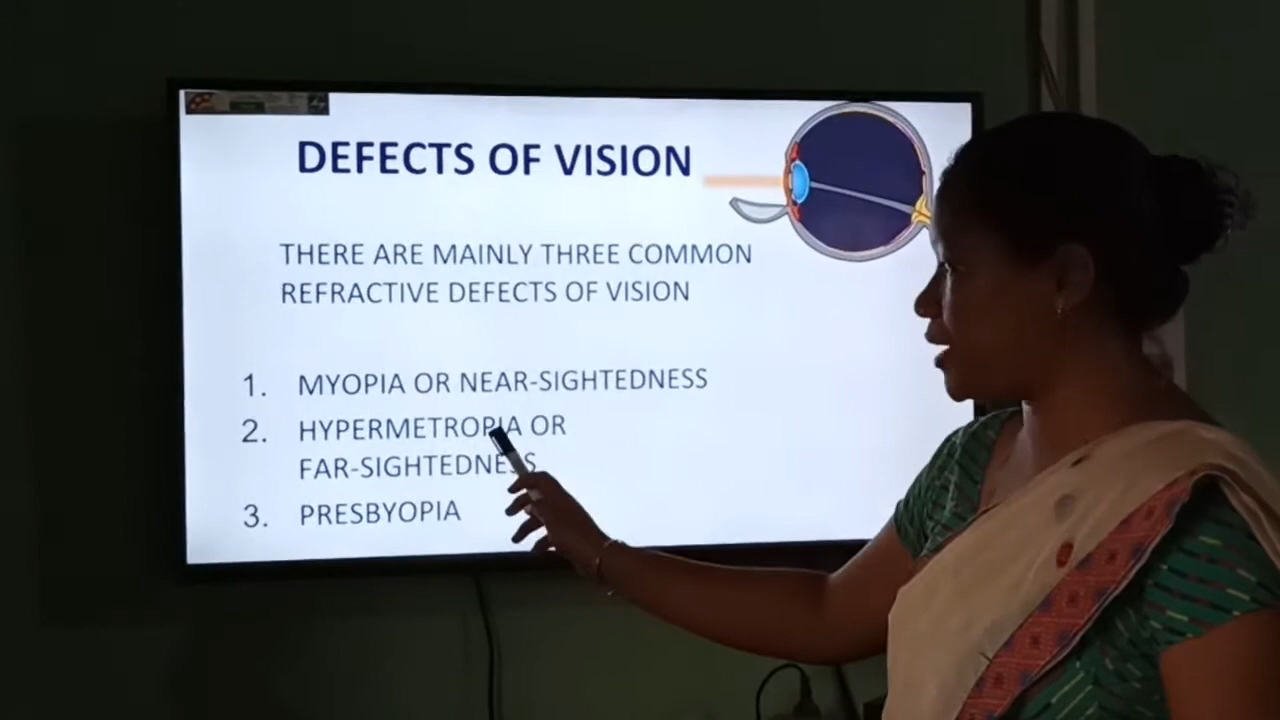 DEFECTS OF VISION
THERE ARE MAINLY THREE COMMON
REFRACTIVE DEFECTS OF VISION
1. MYOPIA OR NEAR-SIGHTEDNESS
2. HYPERMETROPIA OR
FAR-SIGHTEDNESS
3. PRESBYOPIA